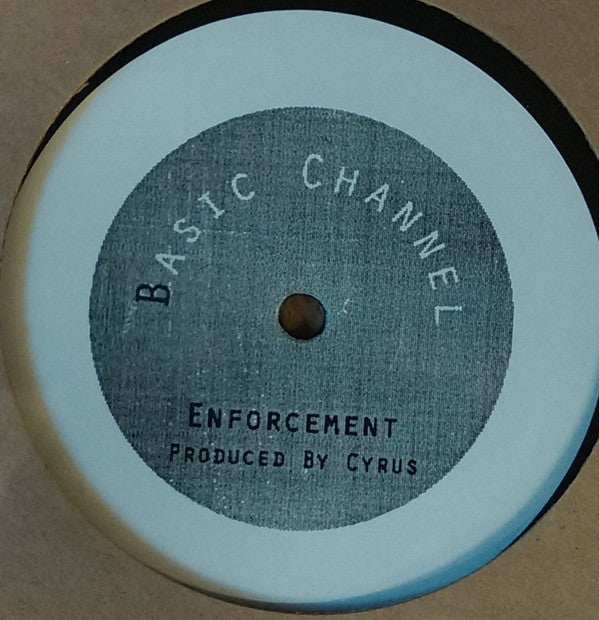 Basic Channel
Enforcement
Produced By Cyrus